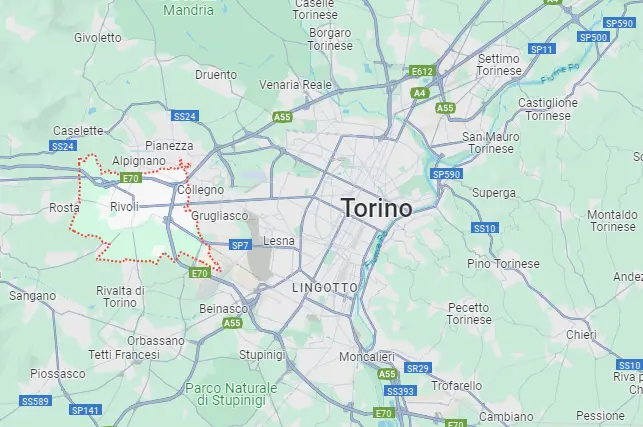 Mandria
Caselle
Torinese
SP590
A4
SP500
Givoletto
Borgaro
Torinese
SP11
Settimo
Torinese
Fiume Po
Druento
Venaria Reale
E612
A4
A55
Castiglione
Torinese
SS24
A55
Caselette
Pianezza
San Mauro
Torinese
SS24
Alpignano
E70
Collegno
SP590
Superga
Rosta
Rivoli
Grugliasco
Torino
Montaldo
Torinese
SS10
SP7
Lesna
Fiume Po
E70
Pino Torinese
Andez
Sangano
Rivalta di
Torino
LINGOTTO
Beinasco
A55
Pecetto
Torinese
Chieri
Orbassano
Tetti Francesi
Stupinigi
Moncalieri
Piossasco
A55
SR29
SS10
Riva p
Chi
Parco Naturale
di Stupinigi
SS393
Trofarello
SS589
SP141
E70
E70
Cambiano
Pessione